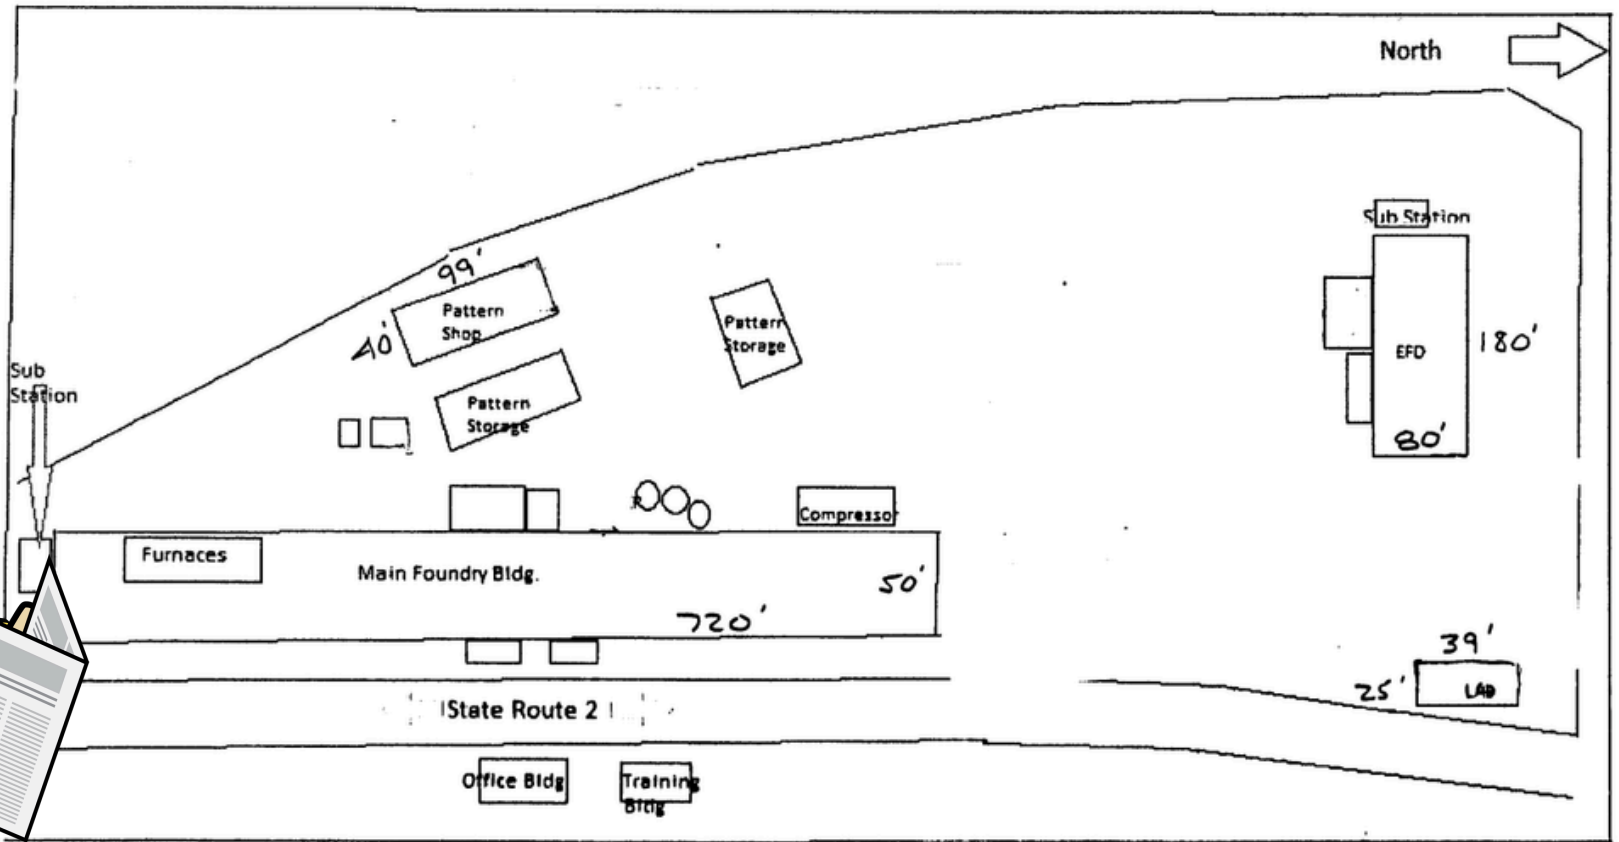 North
Sub Station
99'
Pattern
Shop
40'
Pattern
Storage
EFD
180'
Sub
Station
Pattern
Storage
80'
Compressor
Furnaces
Main Foundry Bldg.
50'
720'
39'
25'
LAB
State Route 2
Office Bldg
Training
Bldg